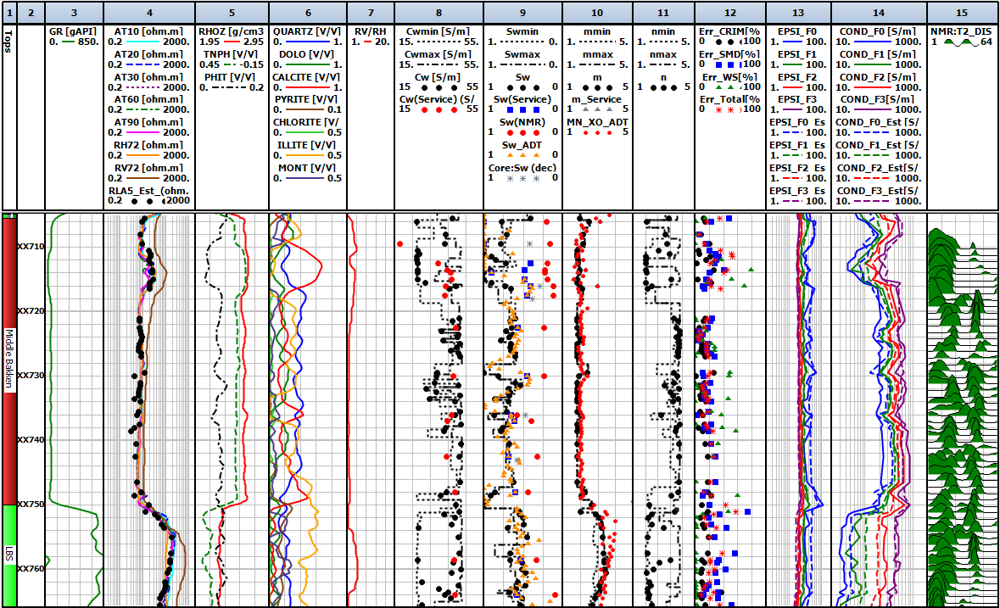 1 2 3 4 5 6 7 8 9 10 11 12 13 14 15
Tops
GR [gAPI]
0. 850.
AT10 [ohm.m]
0.2 2000.
AT20 [ohm.m]
0.2 2000.
AT30 [ohm.m]
0.2 2000.
AT60 [ohm.m]
0.2 2000.
AT90 [ohm.m]
0.2 2000.
RH72 [ohm.m]
0.2 2000.
RV72 [ohm.m]
0.2 2000.
RLA5_Est_(ohm.
0.2 2000
RHOZ [g/cm3
1.95 2.95
TNPH [V/V]
0.45 -0.15
PHIT [V/V]
0. 0.2
QUARTZ [V/V]
0. 1.
DOLO [V/V]
0. 1.
CALCITE [V/V]
0. 1.
PYRITE [V/V]
0. 0.1
CHLORITE [V/
0. 0.5
ILLITE [V/V]
0. 0.5
MONT [V/V]
0. 0.5
RV/RH
1. 20.
Cwmin [S/m]
15. 55.
Cwmax [S/m]
15. 55.
Cw [S/m]
15 55
Cw(Service) (S/
15 55
Swmin
1. 0.
Swmax
1. 0.
Sw
1 0
Sw(Service)
1 0
Sw(NMR)
1 0
Sw_ADT
1 0
Core:Sw (dec)
1 0
mmin
1. 5.
mmax
1. 5.
m
1 5
m_Service
1 5
MN_XO_ADT
1 5
nmin
1. 5.
nmax
1. 5.
n
1 5
Err_CRIM[%
0 100
Err_SMD[%]
0 100
Err_WS[%]
0 100
Err_Total[%
0 100
EPSI_F0
1. 100.
EPSI_F1
1. 100.
EPSI_F2
1. 100.
EPSI_F3
1. 100.
EPSI_F0 Es
1. 100.
EPSI_F1 Es
1. 100.
EPSI_F2 Es
1. 100.
EPSI_F3 Es
1. 100.
COND_F0 [S/m]
10. 1000.
COND_F1 [S/m]
10. 1000.
COND_F2 [S/m]
10. 1000.
COND_F3[S/m]
10. 1000.
COND_F0_Est [S/
10. 1000.
COND_F1_Est [S/
10. 1000.
COND_F2_Est[S/
10. 1000.
COND_F3_Est[S/
10. 1000.
NMR:T2_DIS
1 64
XX710
XX720
XX730
XX740
XX750
XX760
Middle Bakken
LBS